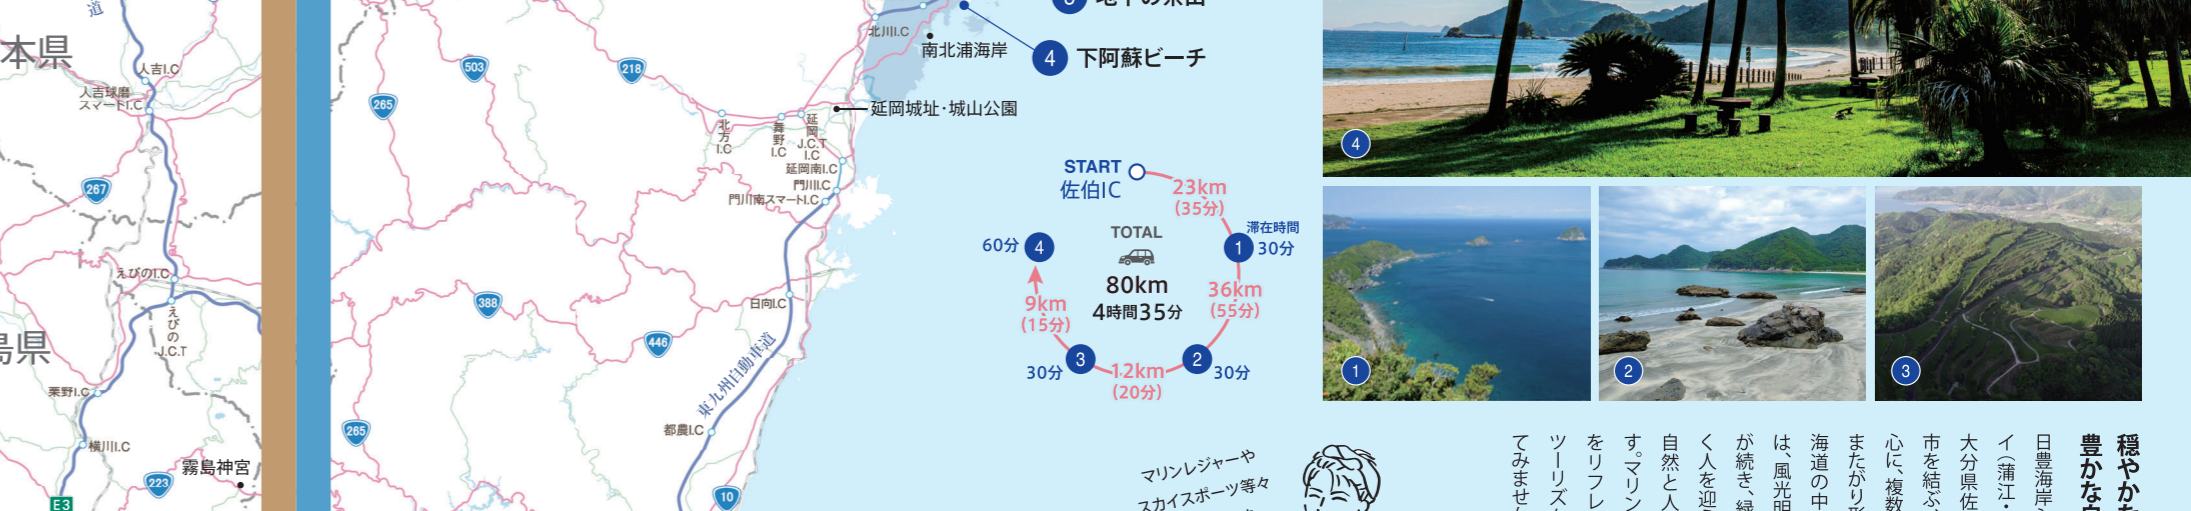 道
本県
人吉I.C
人吉球磨
スマートI.C
267
えびのI.C
えびの
J.C.T
島県
栗野I.C
横川I.C
霧島神宮
223
E3
265
503
218
北川I.C
南北浦海岸
4 下阿蘇ビーチ
延岡城址・城山公園
北方
I.C
舞野
I.C
延岡
J.C.T
I.C
延岡南I.C
門川I.C
門川南スマートI.C
388
446
日向I.C
東九州自動車道
都農I.C
265
10
START
佐伯IC
23km
(35分)
滞在時間
1 30分
36km
(55分)
2 30分
12km
(20分)
3 30分
9km
(15分)
4 60分
TOTAL
80km
4時間35分
マリンレジャーや
スカイスポーツ等々
4
1
2
3
穏やかな
豊かな自
日豊海岸
イ（蒲江・
大分県佐
市を結ぶ、
心に、複数
またがり形
海道の中
は、風光明
が続き、緑
く人を迎え
自然と人
す。マリン
をリフレ
ツーリズム
てみません